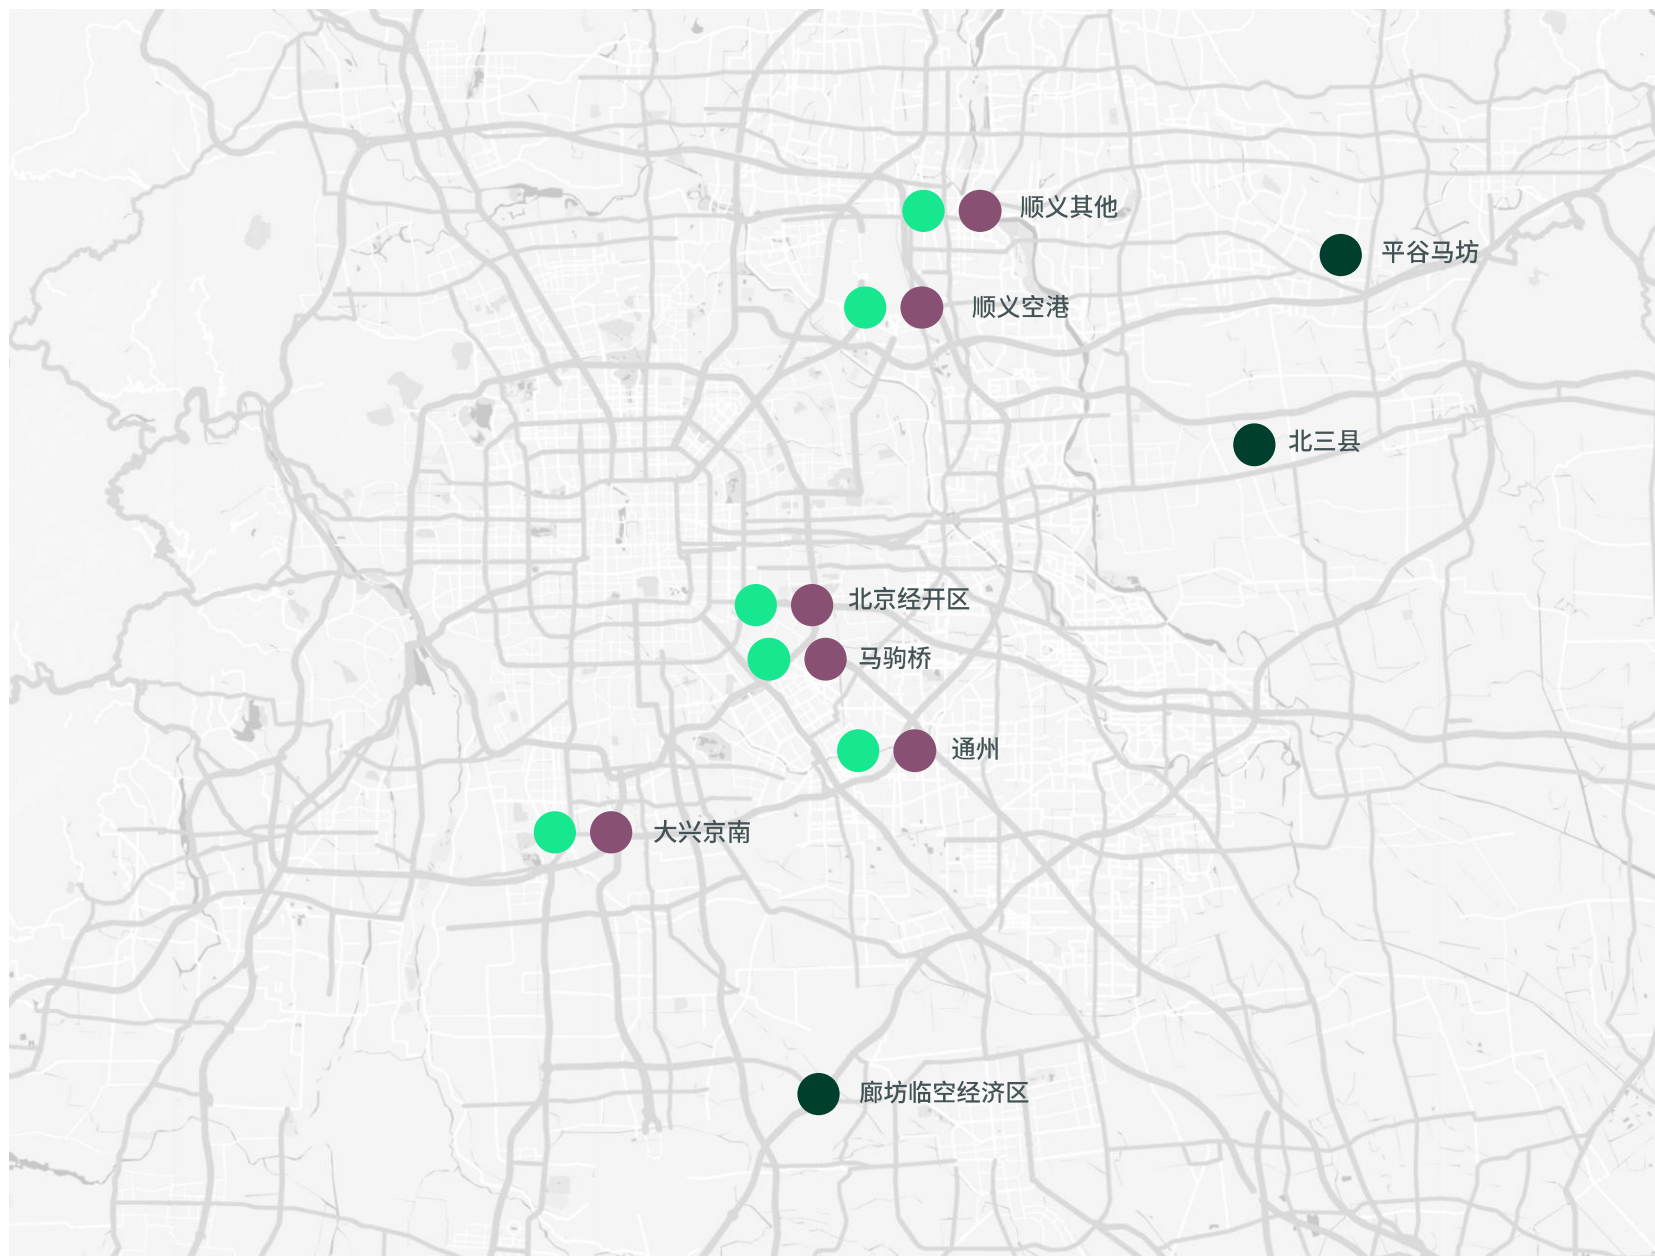 顺义其他
平谷马坊
顺义空港
北三县
北京经开区
马驹桥
通州
大兴京南
廊坊临空经济区